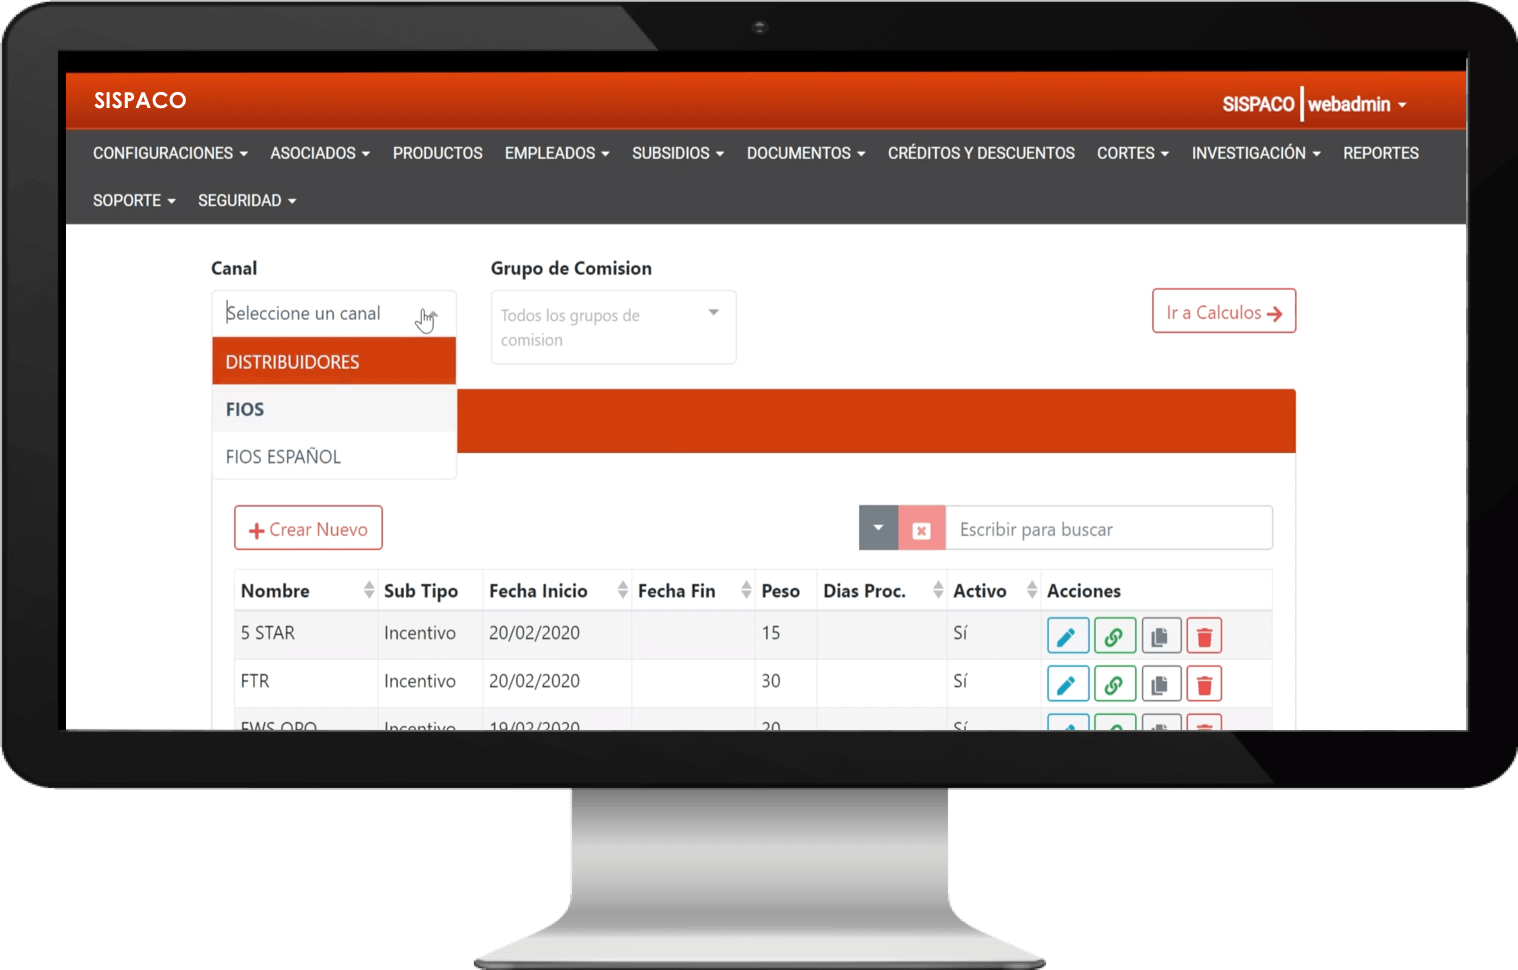 SISPACO
SISPACO webadmin
CONFIGURACIONES ASOCIADOS PRODUCTOS EMPLEADOS SUBSIDIOS DOCUMENTOS CRÉDITOS Y DESCUENTOS CORTES INVESTIGACIÓN REPORTES
SOPORTE SEGURIDAD
Canal Grupo de Comision
Seleccione un canal
Todos los grupos de
comision
Ir a Calculos
DISTRIBUIDORES
FIOS
FIOS ESPAÑOL
Crear Nuevo Escribir para buscar
Nombre Sub Tipo Fecha Inicio Fecha Fin Peso Dias Proc. Activo Acciones
5 STAR Incentivo 20/02/2020 15 Sí
FTR Incentivo 20/02/2020 30 Sí
Incentivo 19/02/2020 20 Sí